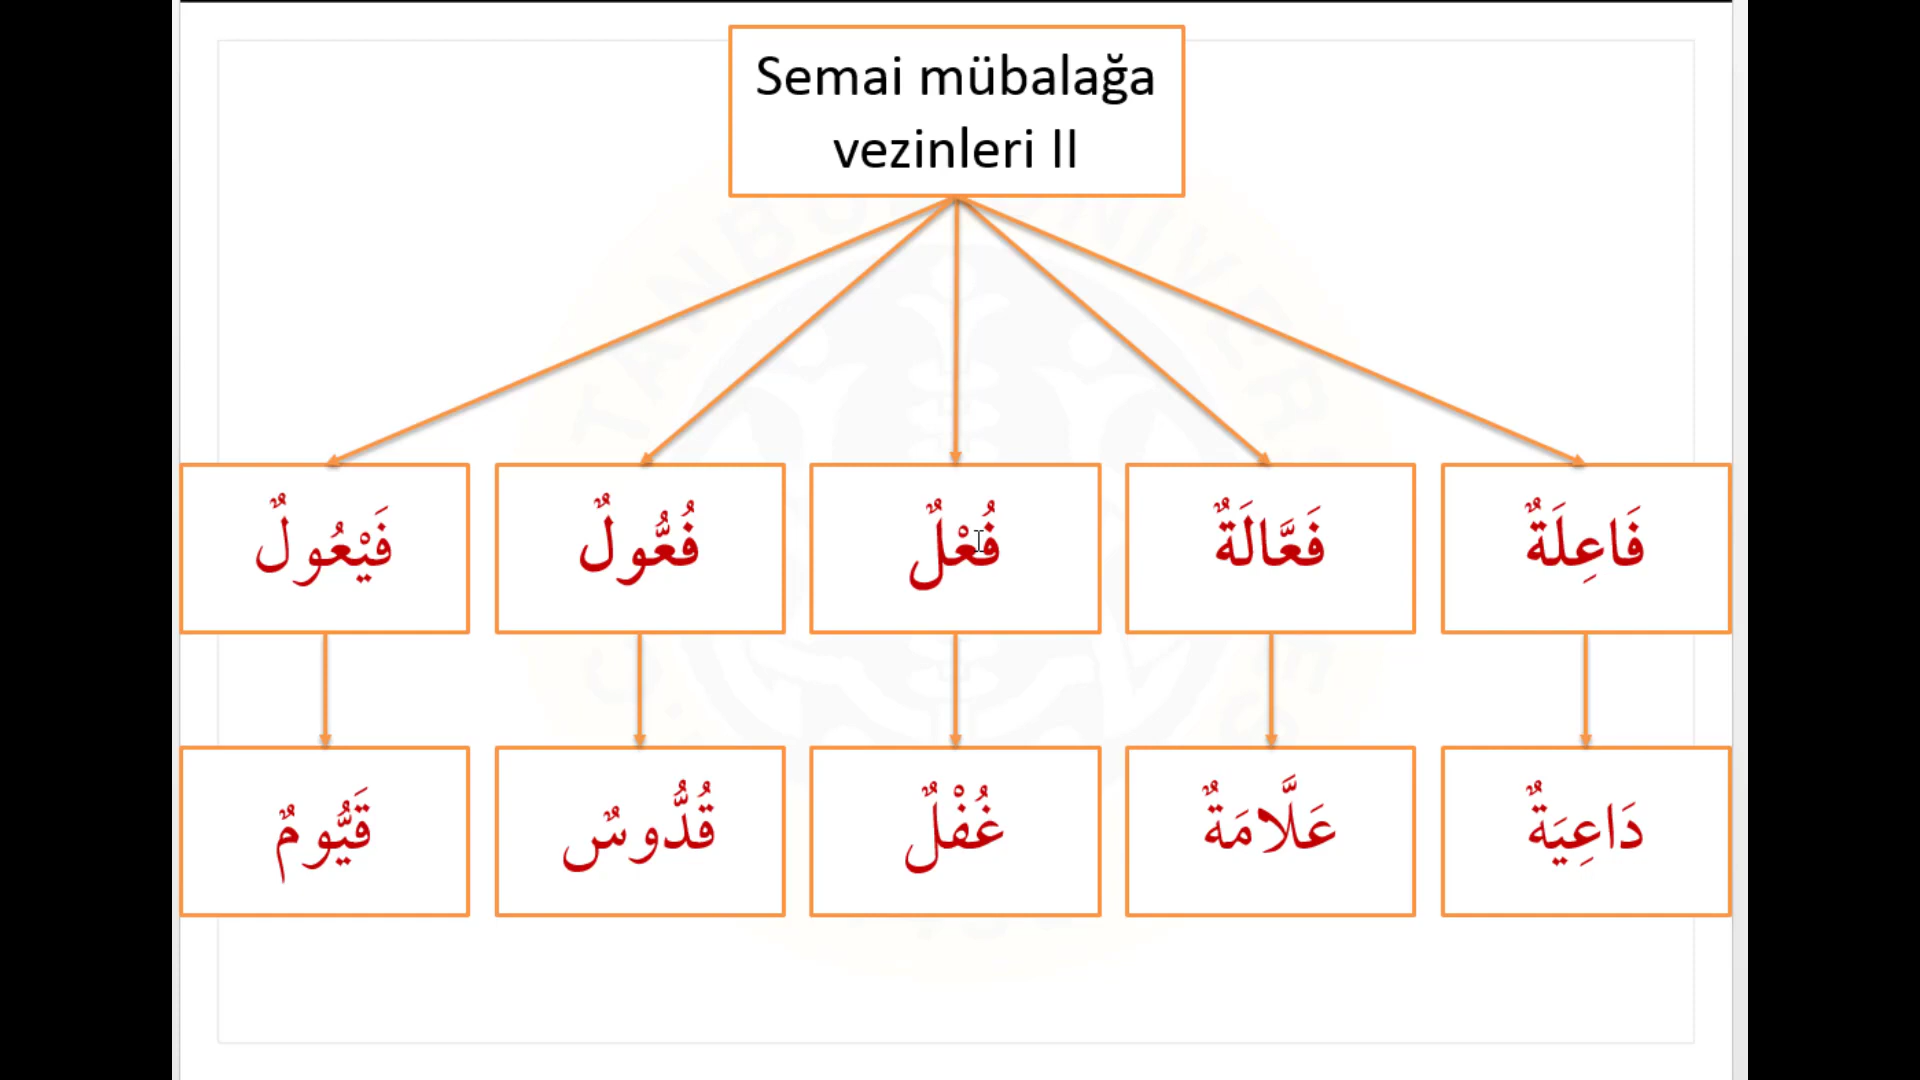 Semai mübalağa
vezinleri II
فَاعِلَةٌ
فَعَّالَةٌ
فُعْلٌ
فُعُّولٌ
فَيْعُولٌ
دَاعِيَةٌ
عَلَّامَةٌ
غُفْلٌ
قُدُّوسٌ
قَيُّومٌ